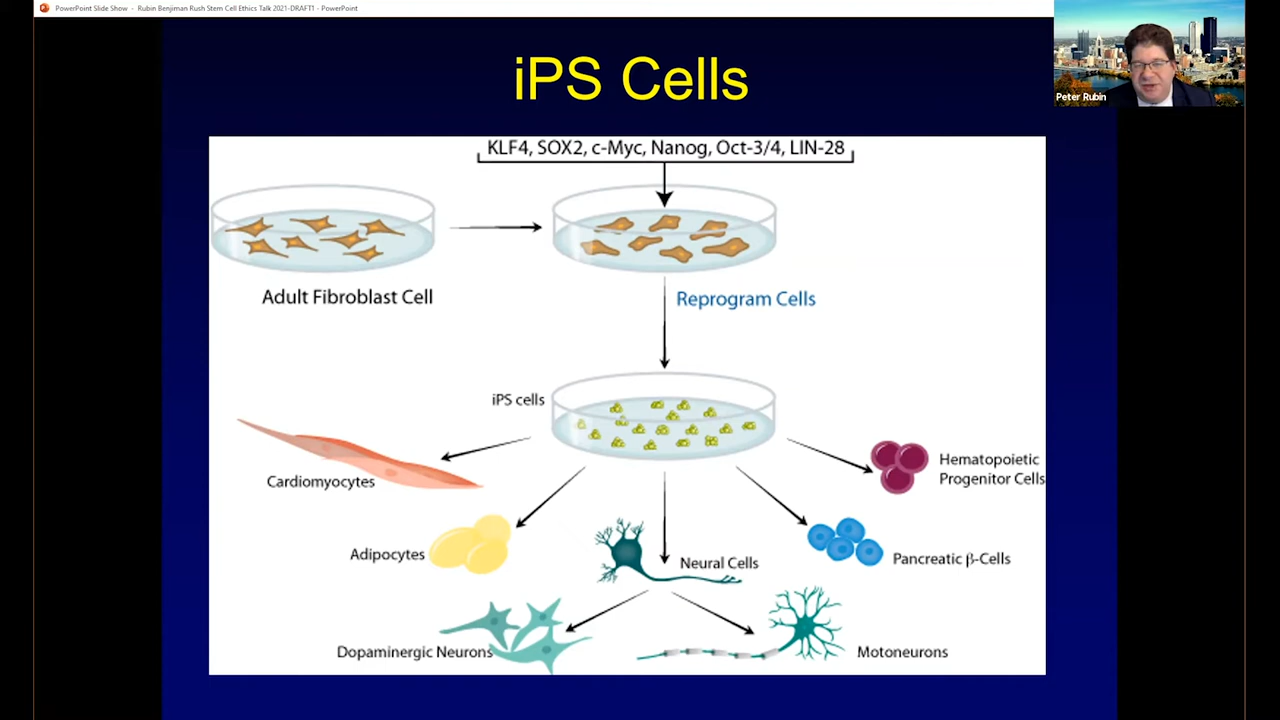 PowerPoint Slide Show - Rubin Benjiman Rush Stem Cell Ethics Talk 2021-DRAFT1 - PowerPoint
Peter Rubin
iPS Cells
KLF4, SOX2, c-Myc, Nanog, Oct-3/4, LIN-28
Adult Fibroblast Cell
Reprogram Cells
iPS cells
Cardiomyocytes
Hematopoietic
Progenitor Cells
Adipocytes
Neural Cells
Pancreatic β-Cells
Dopaminergic Neurons
Motoneurons